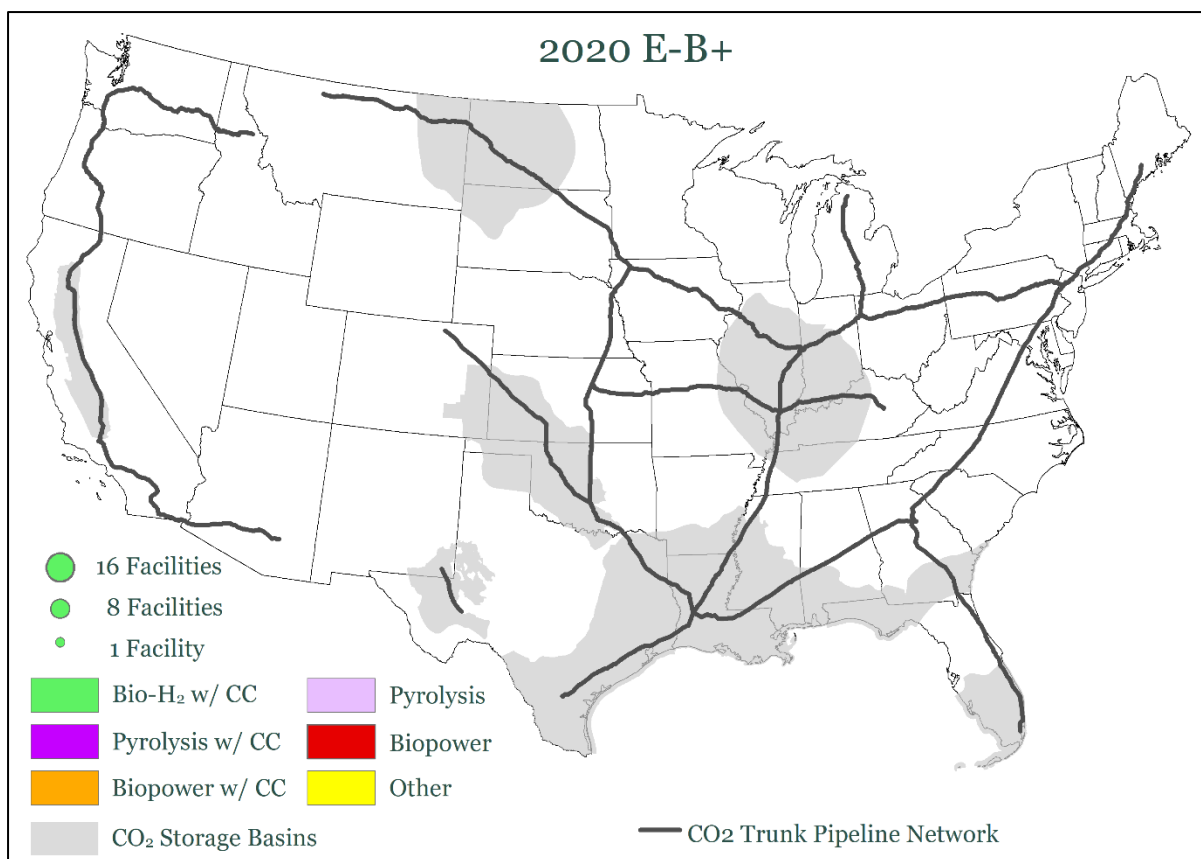 2020 E-B+
16 Facilities
8 Facilities
1 Facility
Bio-H₂ w/ CC
Pyrolysis
Pyrolysis w/ CC
Biopower
Biopower w/ CC
Other
CO₂ Storage Basins
CO2 Trunk Pipeline Network